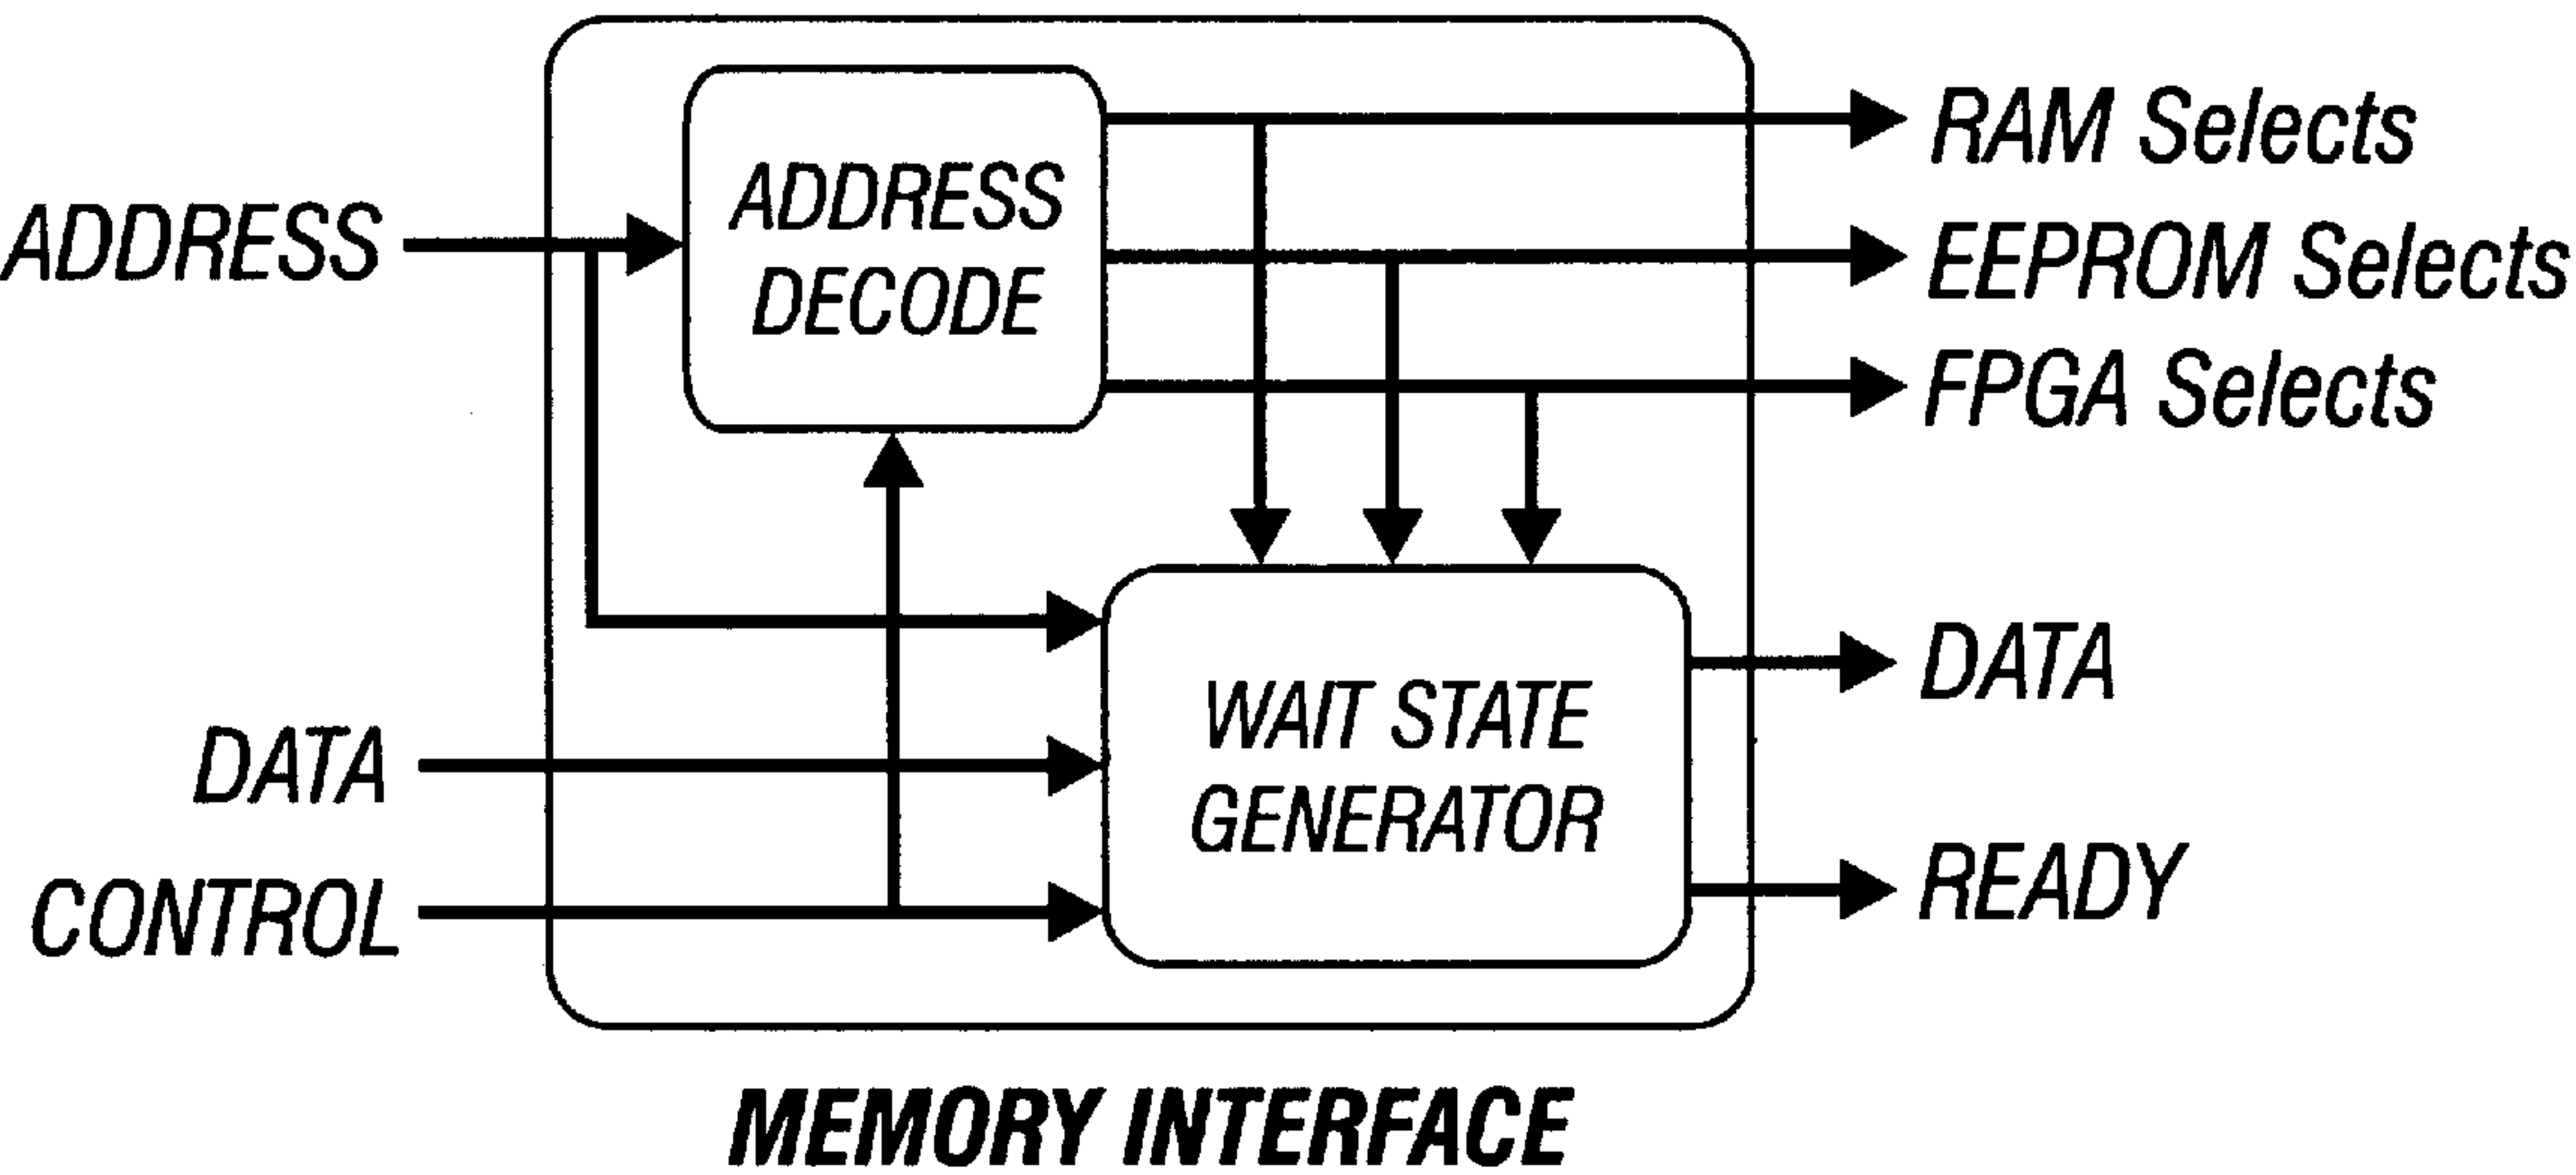 ADDRESS
DATA
CONTROL
ADDRESS
DECODE
WAIT STATE
GENERATOR
RAM Selects
EEPROM Selects
FPGA Selects
DATA
READY
MEMORY INTERFACE